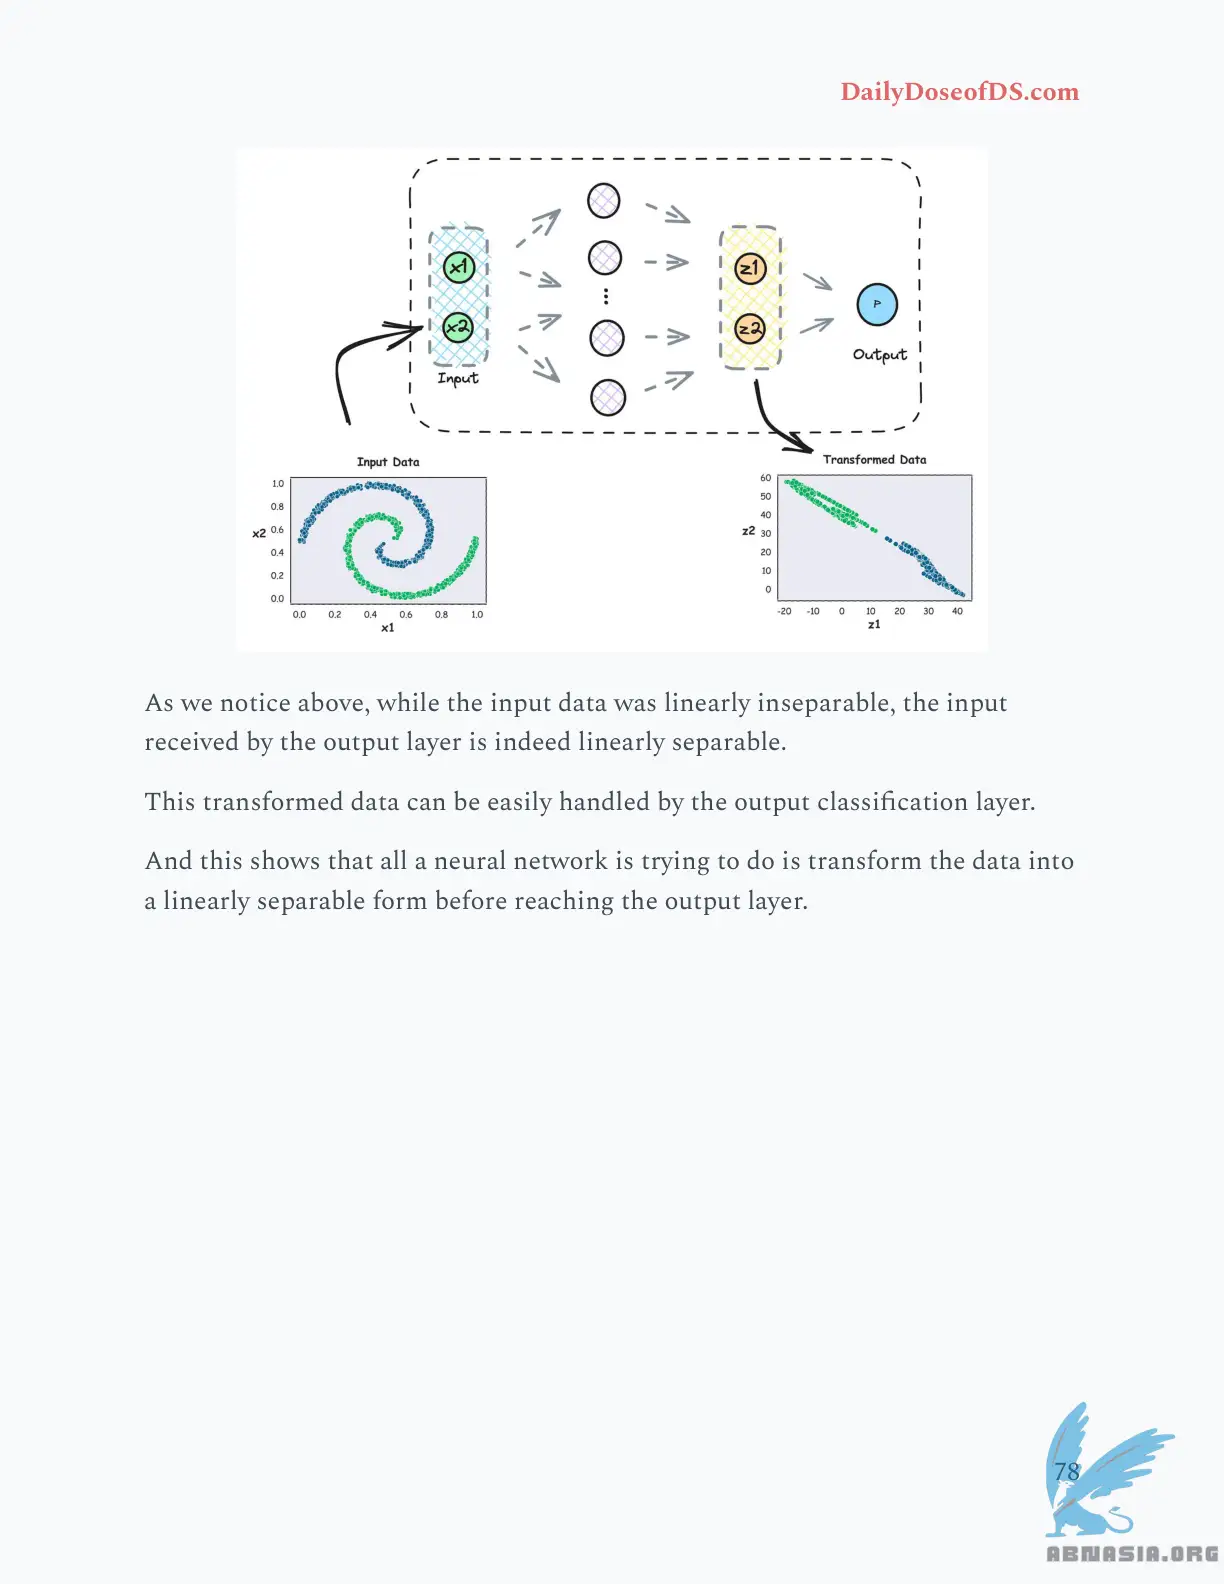 DailyDoseofDS.com
x1
x2
Input
z1
z2
P
Output
Input Data
1.0
0.8
0.6
0.4
0.2
0.0
x2
0.0 0.2 0.4 0.6 0.8 1.0
x1
Transformed Data
60
50
40
30
20
10
0
z2
-20 -10 0 10 20 30 40
z1
As we notice above, while the input data was linearly inseparable, the input
received by the output layer is indeed linearly separable.
This transformed data can be easily handled by the output classification layer.
And this shows that all a neural network is trying to do is transform the data into
a linearly separable form before reaching the output layer.
78
ABNASIA.ORG